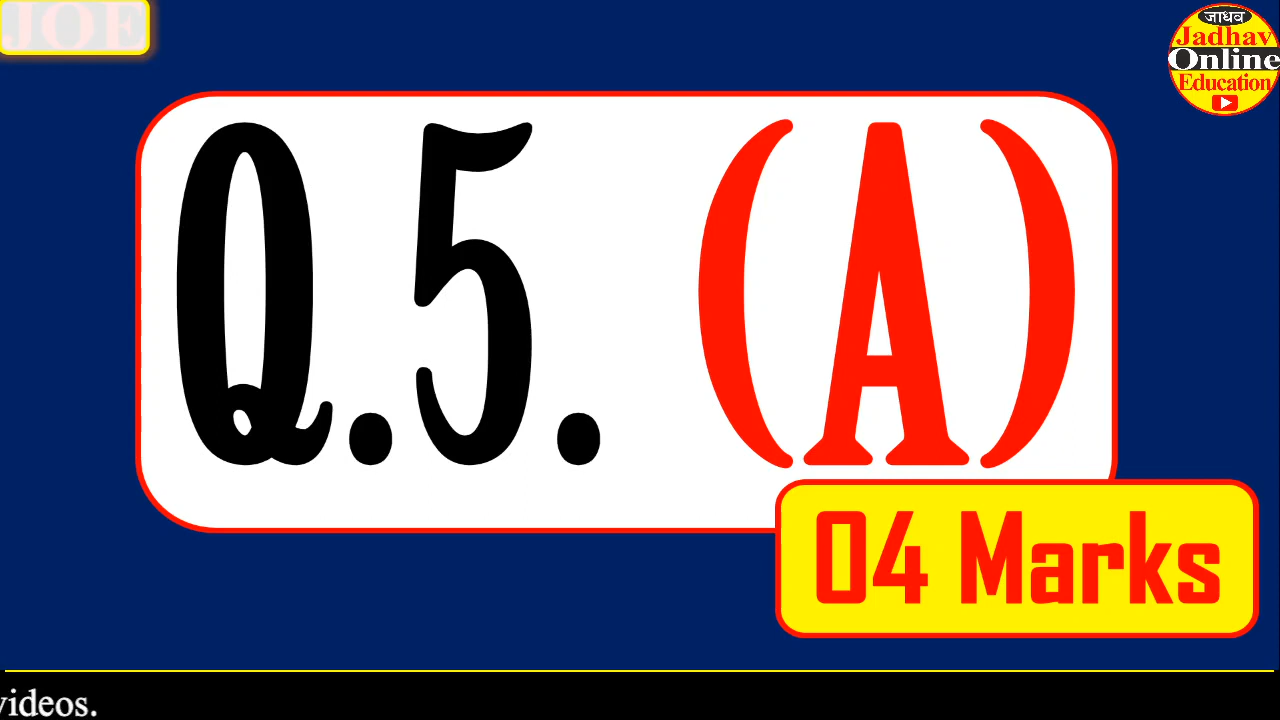 JOE
जाधव
Jadhav
Online
Education
Q.5. (A)
04 Marks
videos.